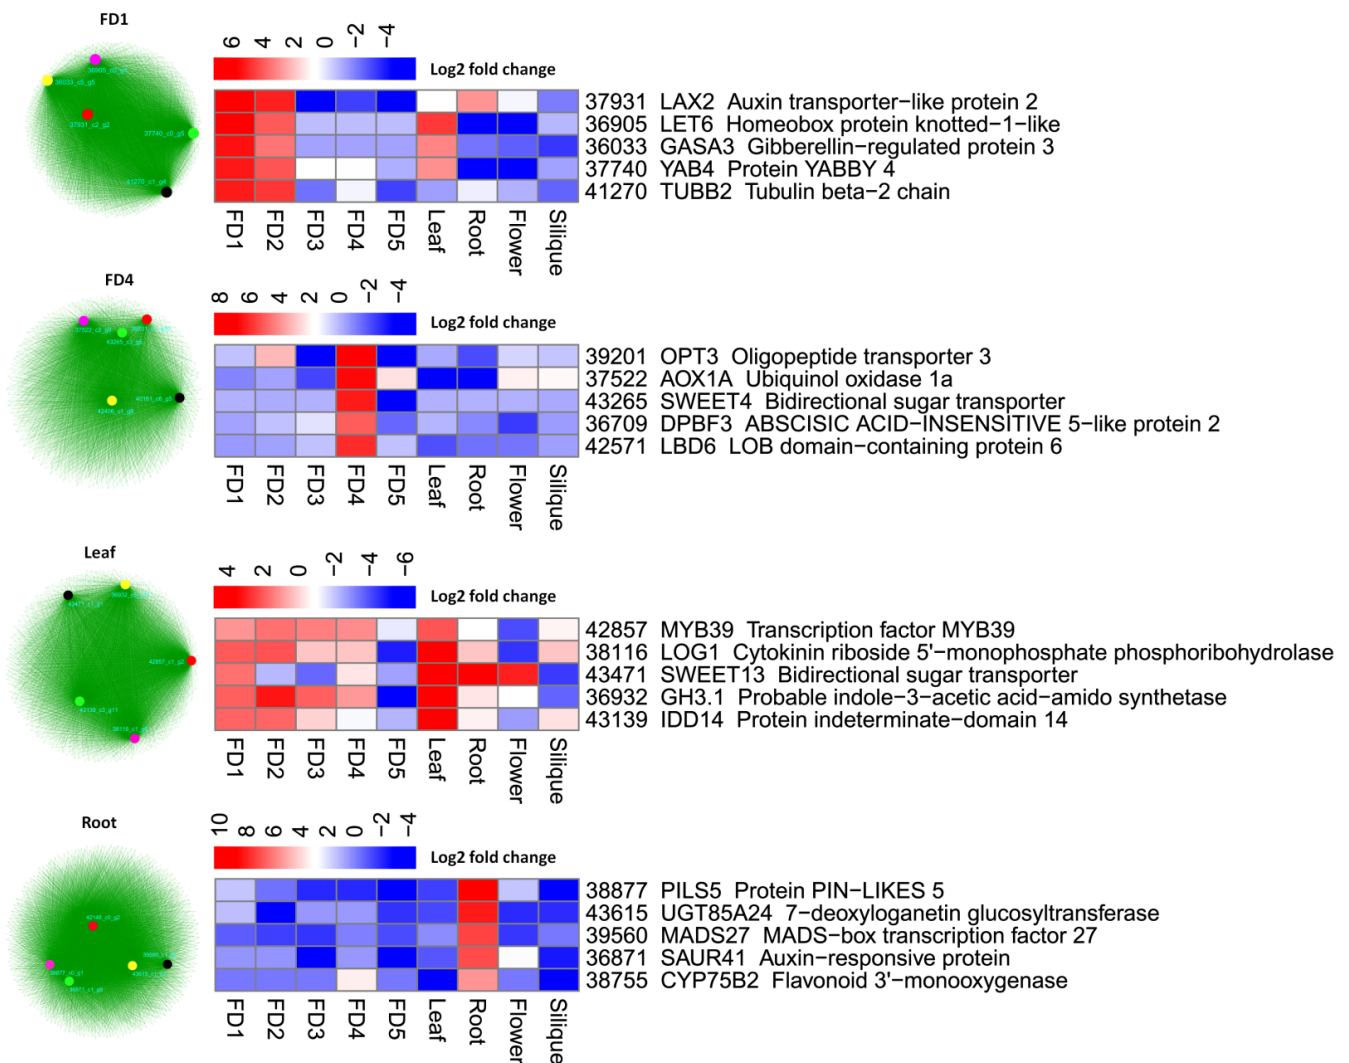 FD1
6 4 2 0 −2 −4
Log2 fold change
37931 LAX2 Auxin transporter−like protein 2
36905 LET6 Homeobox protein knotted−1−like
36033 GASA3 Gibberellin−regulated protein 3
37740 YAB4 Protein YABBY 4
41270 TUBB2 Tubulin beta−2 chain
37931_c2_g2
37740_c0_g5
41270_c1_g4
FD1 FD2 FD3 FD4 FD5 Leaf Root Flower Silique
FD4
8 6 4 2 0 −2 −4
Log2 fold change
39201 OPT3 Oligopeptide transporter 3
37522 AOX1A Ubiquinol oxidase 1a
43265 SWEET4 Bidirectional sugar transporter
36709 DPBF3 ABSCISIC ACID−INSENSITIVE 5−like protein 2
42571 LBD6 LOB domain−containing protein 6
FD1 FD2 FD3 FD4 FD5 Leaf Root Flower Silique
Leaf
4 2 0 −2 −4 −6
Log2 fold change
42857 MYB39 Transcription factor MYB39
38116 LOG1 Cytokinin riboside 5'−monophosphate phosphoribohydrolase
43471 SWEET13 Bidirectional sugar transporter
36932 GH3.1 Probable indole−3−acetic acid−amido synthetase
43139 IDD14 Protein indeterminate−domain 14
42857_c1_g2
FD1 FD2 FD3 FD4 FD5 Leaf Root Flower Silique
Root
10 8 6 4 2 0 −2 −4
Log2 fold change
38877 PILS5 Protein PIN−LIKES 5
43615 UGT85A24 7−deoxyloganetin glucosyltransferase
39560 MADS27 MADS−box transcription factor 27
36871 SAUR41 Auxin−responsive protein
38755 CYP75B2 Flavonoid 3'−monooxygenase
FD1 FD2 FD3 FD4 FD5 Leaf Root Flower Silique